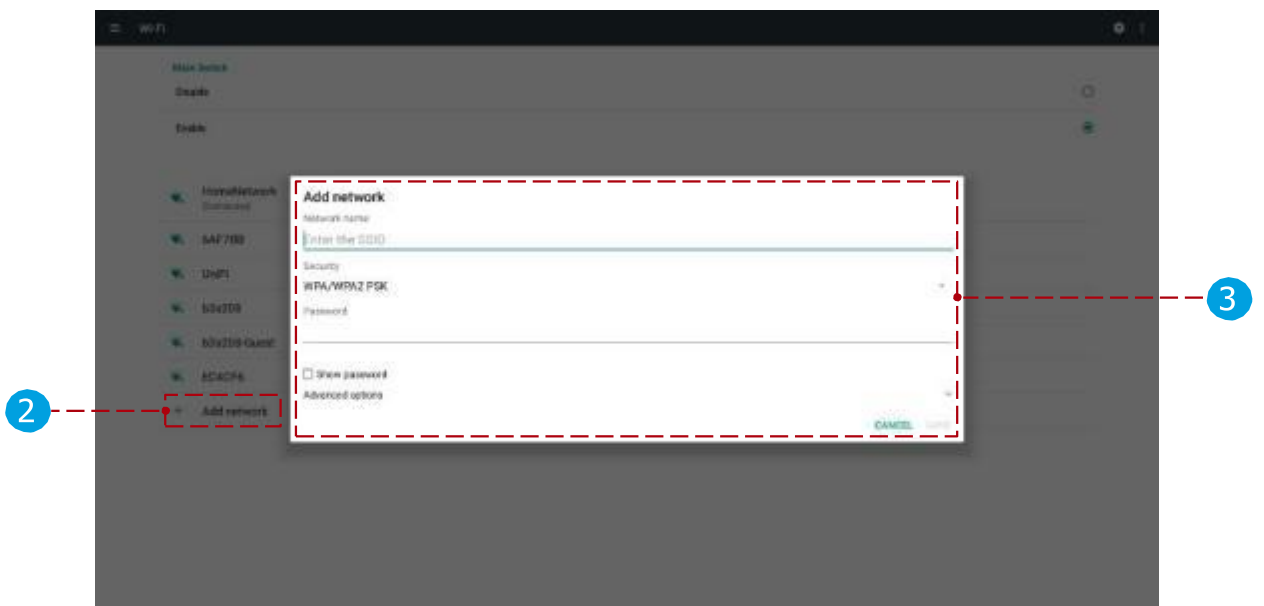 Wi-Fi
Main Switch
Disable
Enable
HomeNetwork
Connected
UniFi
Add network
Add network
Network name
Enter the SSID
Security
WPA/WPA2 PSK
Password
Show password
Advanced options
CANCEL
2
3